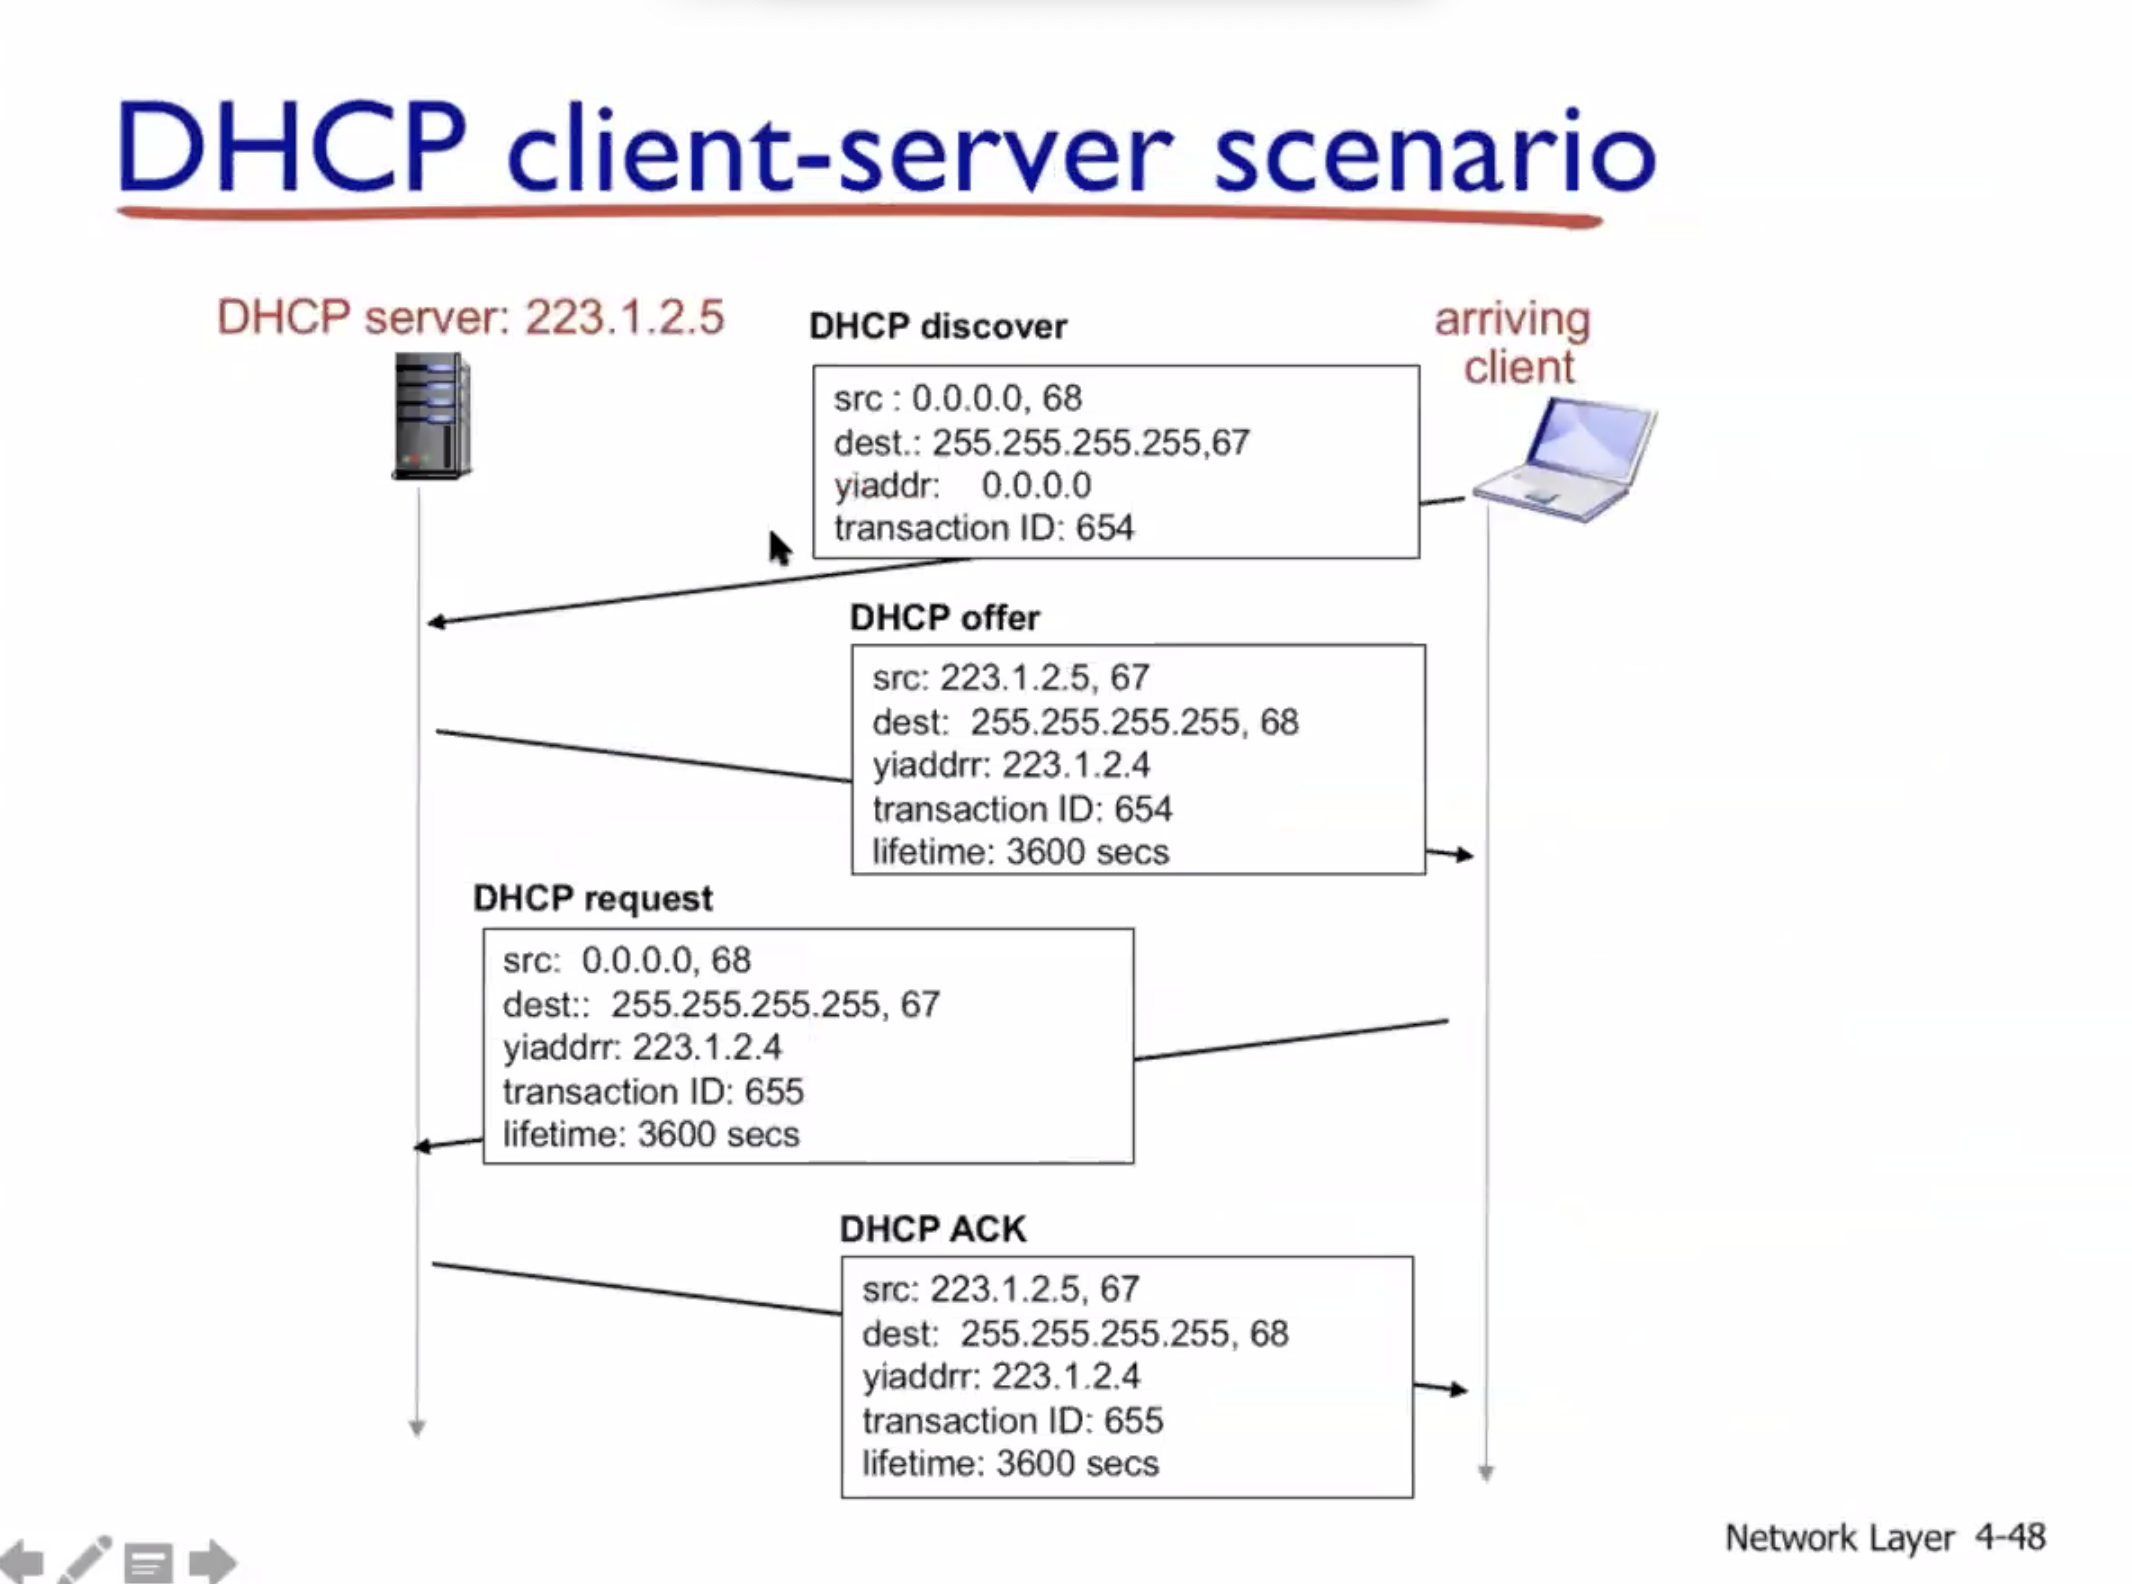 DHCP client-server scenario
DHCP server: 223.1.2.5
DHCP discover
arriving
client
src : 0.0.0.0, 68
dest.: 255.255.255.255,67
yiaddr: 0.0.0.0
transaction ID: 654
DHCP offer
src: 223.1.2.5, 67
dest: 255.255.255.255, 68
yiaddrr: 223.1.2.4
transaction ID: 654
lifetime: 3600 secs
DHCP request
src: 0.0.0.0, 68
dest:: 255.255.255.255, 67
yiaddrr: 223.1.2.4
transaction ID: 655
lifetime: 3600 secs
DHCP ACK
src: 223.1.2.5, 67
dest: 255.255.255.255, 68
yiaddrr: 223.1.2.4
transaction ID: 655
lifetime: 3600 secs
Network Layer 4-48